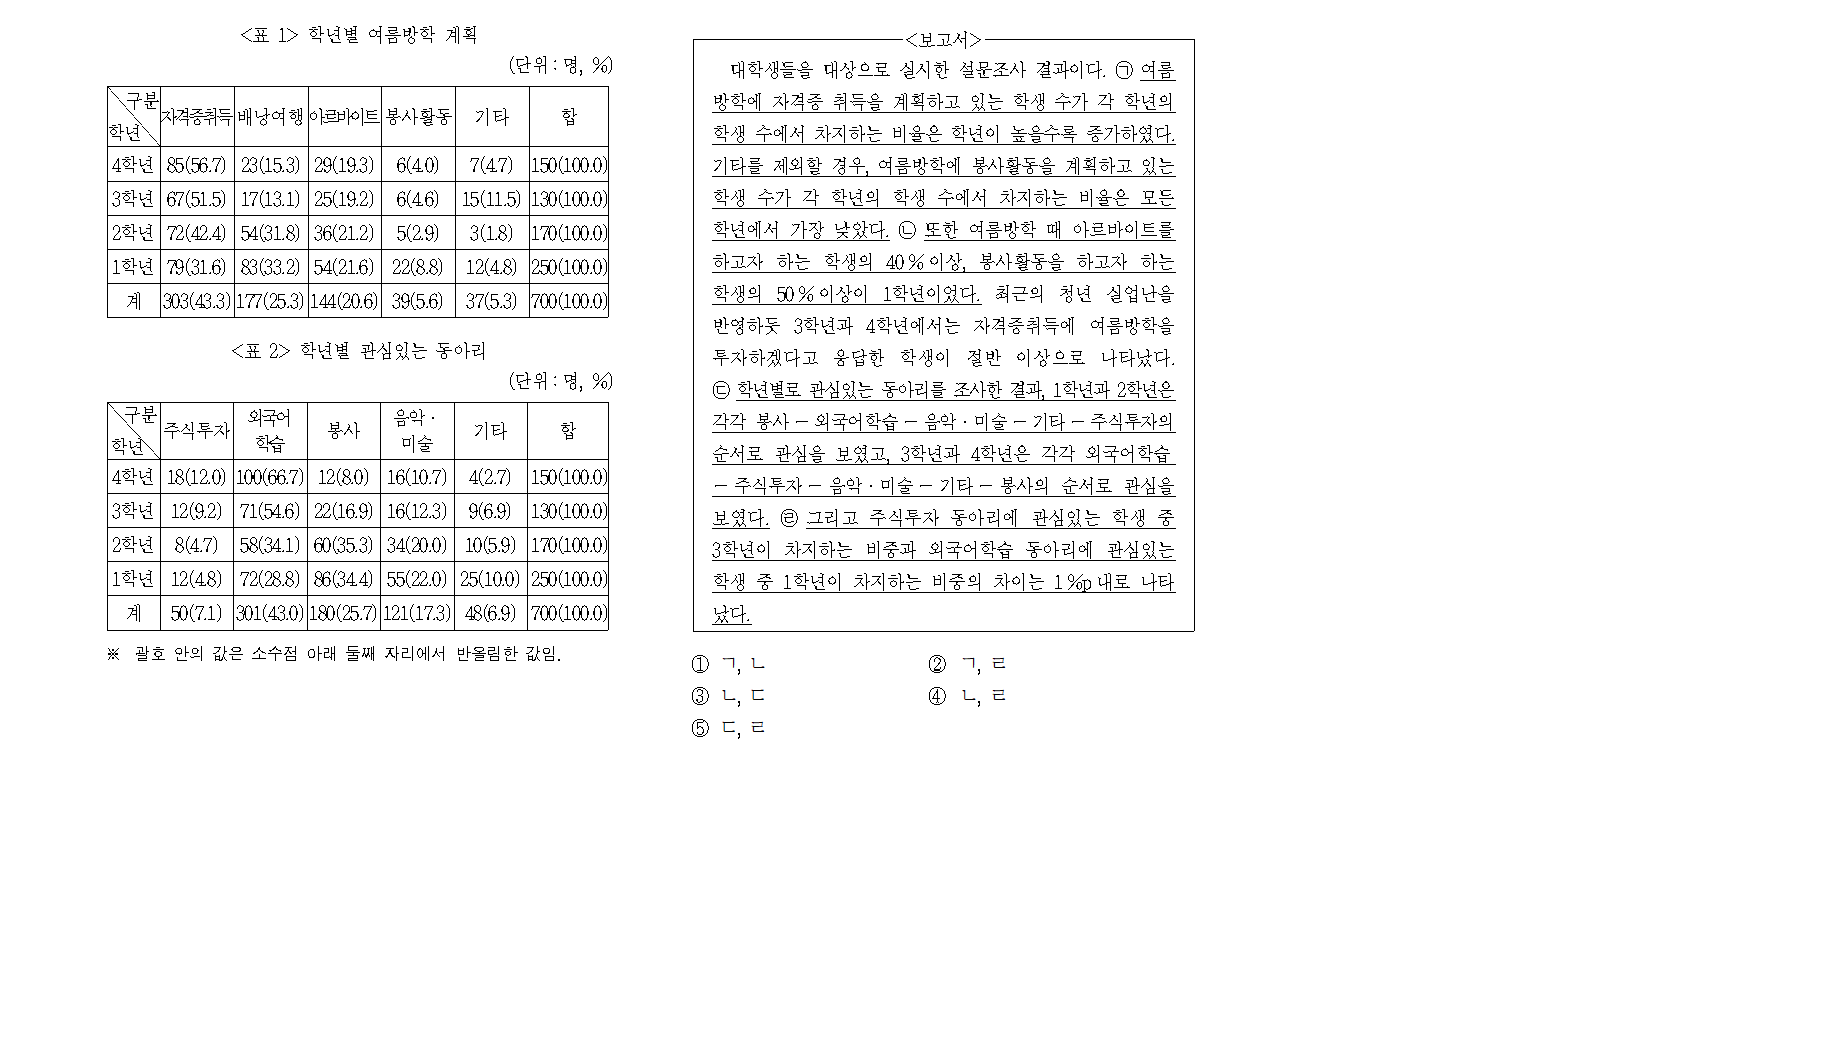 <표 1> 학년별 여름방학 계획
(단위 : 명, %)
구분
학년
자격증취득 배낭여행 아르바이트 봉사활동 기타 합
4학년 85(56.7) 23(15.3) 29(19.3) 6(4.0) 7(4.7) 150(100.0)
3학년 67(51.5) 17(13.1) 25(19.2) 6(4.6) 15(11.5) 130(100.0)
2학년 72(42.4) 54(31.8) 36(21.2) 5(2.9) 3(1.8) 170(100.0)
1학년 79(31.6) 83(33.2) 54(21.6) 22(8.8) 12(4.8) 250(100.0)
계 303(43.3) 177(25.3) 144(20.6) 39(5.6) 37(5.3) 700(100.0)
<표 2> 학년별 관심있는 동아리
(단위 : 명, %)
구분
학년
주식투자 외국어 학습 봉사 음악 · 미술 기타 합
4학년 18(12.0) 100(66.7) 12(8.0) 16(10.7) 4(2.7) 150(100.0)
3학년 12(9.2) 71(54.6) 22(16.9) 16(12.3) 9(6.9) 130(100.0)
2학년 8(4.7) 58(34.1) 60(35.3) 34(20.0) 10(5.9) 170(100.0)
1학년 12(4.8) 72(28.8) 86(34.4) 55(22.0) 25(10.0) 250(100.0)
계 50(7.1) 301(43.0) 180(25.7) 121(17.3) 48(6.9) 700(100.0)
※ 괄호 안의 값은 소수점 아래 둘째 자리에서 반올림한 값임.
<보고서>
대학생들을 대상으로 실시한 설문조사 결과이다. ㉠ 여름
방학에 자격증 취득을 계획하고 있는 학생 수가 각 학년의
학생 수에서 차지하는 비율은 학년이 높을수록 증가하였다.
기타를 제외할 경우, 여름방학에 봉사활동을 계획하고 있는
학생 수가 각 학년의 학생 수에서 차지하는 비율은 모든
학년에서 가장 낮았다. ㉡ 또한 여름방학 때 아르바이트를
하고자 하는 학생의 40 % 이상, 봉사활동을 하고자 하는
학생의 50 % 이상이 1학년이었다. 최근의 청년 실업난을
반영하듯 3학년과 4학년에서는 자격증취득에 여름방학을
투자하겠다고 응답한 학생이 절반 이상으로 나타났다.
㉢ 학년별로 관심있는 동아리를 조사한 결과, 1학년과 2학년은
각각 봉사 – 외국어학습 – 음악 · 미술 – 기타 – 주식투자의
순서로 관심을 보였고, 3학년과 4학년은 각각 외국어학습
– 주식투자 – 음악 · 미술 – 기타 – 봉사의 순서로 관심을
보였다. ㉣ 그리고 주식투자 동아리에 관심있는 학생 중
3학년이 차지하는 비중과 외국어학습 동아리에 관심있는
학생 중 1학년이 차지하는 비중의 차이는 1 %p 대로 나타
났다.
① ㄱ, ㄴ ② ㄱ, ㄹ
③ ㄴ, ㄷ ④ ㄴ, ㄹ
⑤ ㄷ, ㄹ